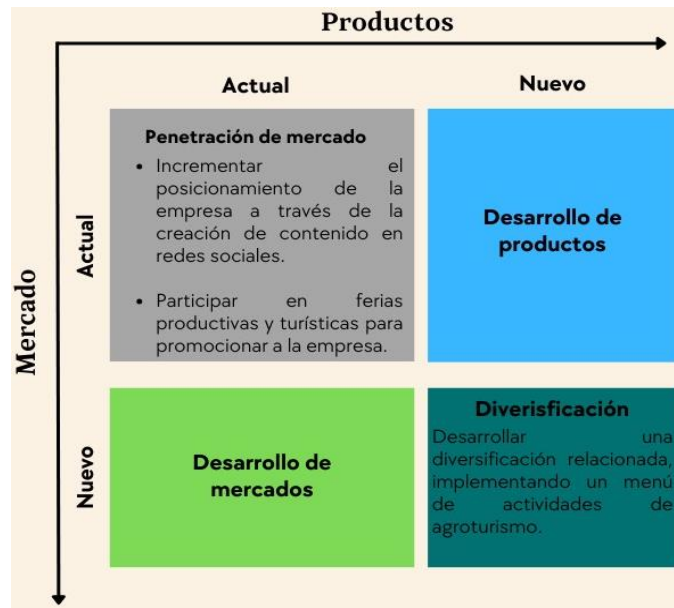 Productos
Actual
Nuevo
Mercado
Actual
Penetración de mercado
• Incrementar el
posicionamiento de la
empresa a través de la
creación de contenido en
redes sociales.
• Participar en ferias
productivas y turísticas para
promocionar a la empresa.
Desarrollo de
productos
Nuevo
Desarrollo de
mercados
Diverisficación
Desarrollar una
diversificación relacionada,
implementando un menú
de actividades de
agroturismo.